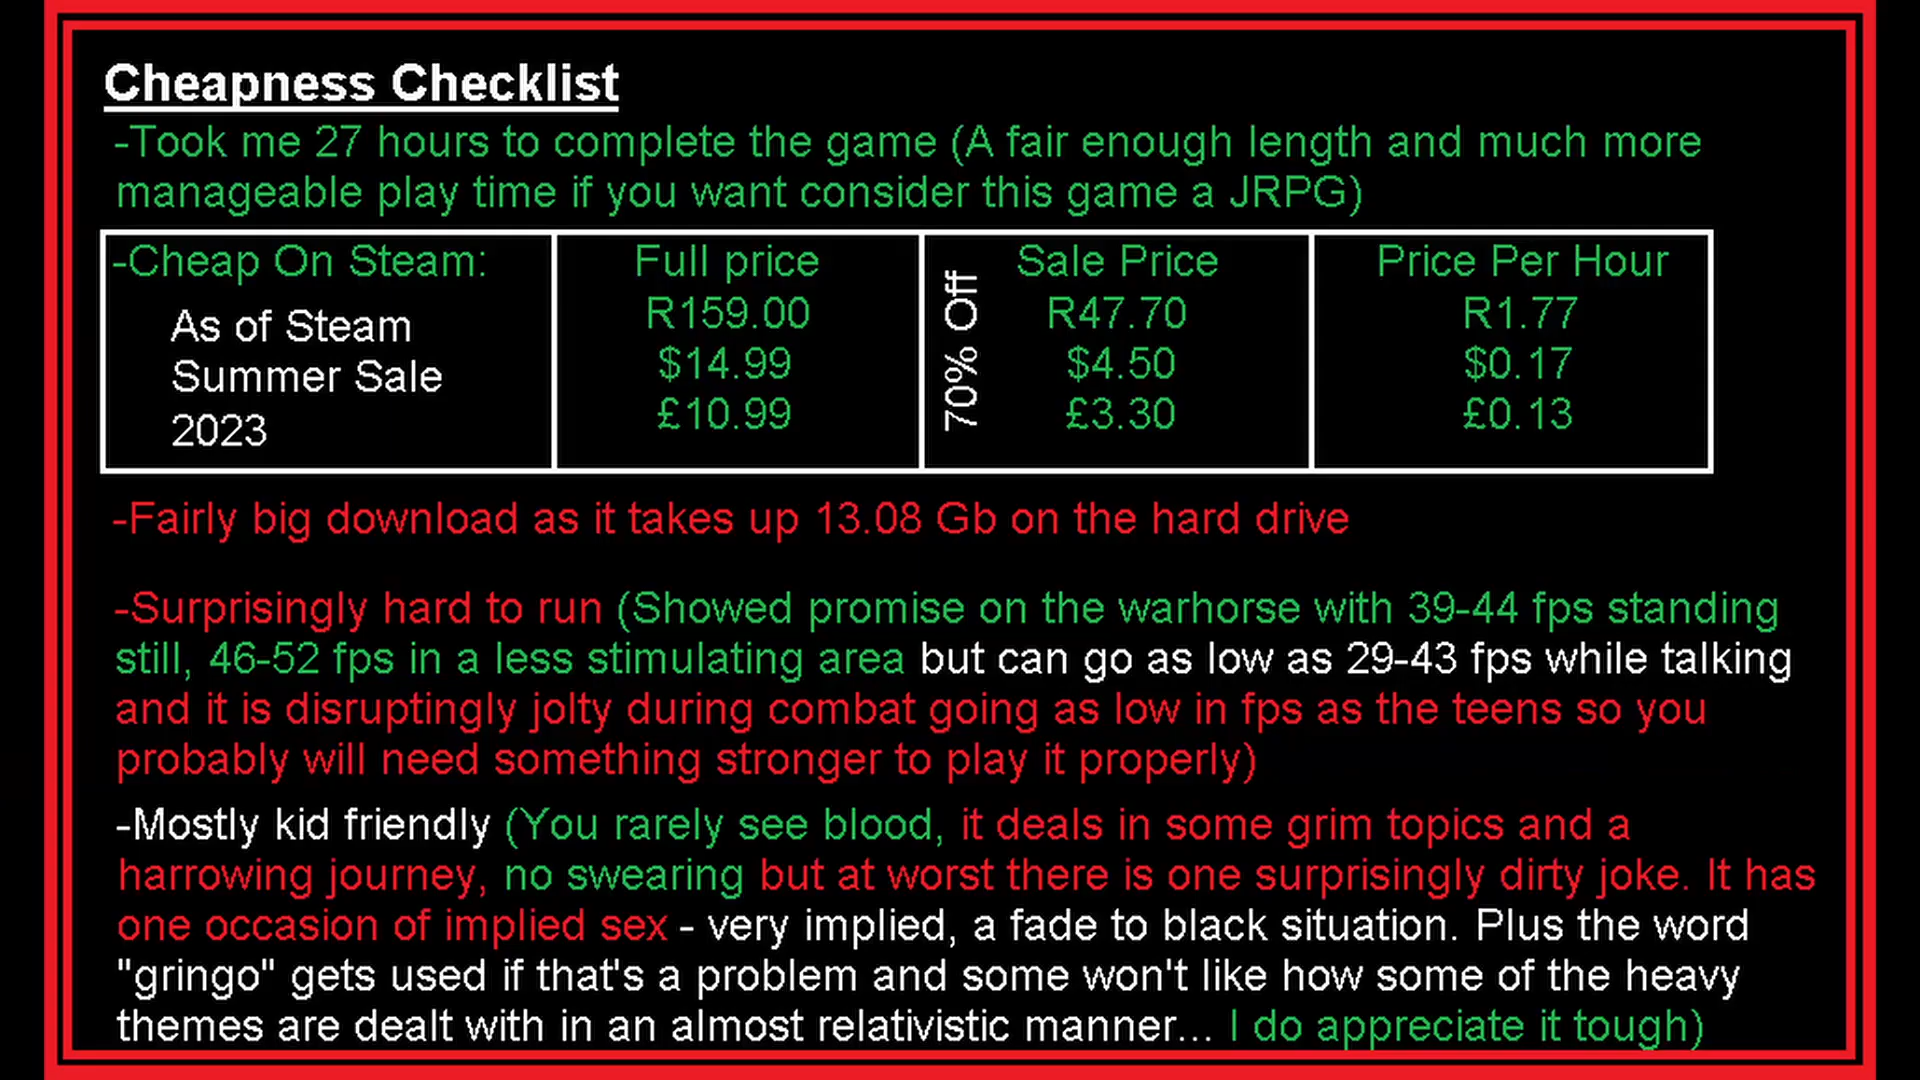 Cheapness Checklist
-Took me 27 hours to complete the game (A fair enough length and much more
manageable play time if you want consider this game a JRPG)
-Cheap On Steam:
As of Steam
Summer Sale
2023
Full price
R159.00
$14.99
£10.99
70% Off
Sale Price
R47.70
$4.50
£3.30
Price Per Hour
R1.77
$0.17
£0.13
-Fairly big download as it takes up 13.08 Gb on the hard drive
-Surprisingly hard to run (Showed promise on the warhorse with 39-44 fps standing
still, 46-52 fps in a less stimulating area but can go as low as 29-43 fps while talking
and it is disruptingly jolty during combat going as low in fps as the teens so you
probably will need something stronger to play it properly)
-Mostly kid friendly (You rarely see blood, it deals in some grim topics and a
harrowing journey, no swearing but at worst there is one surprisingly dirty joke. It has
one occasion of implied sex - very implied, a fade to black situation. Plus the word
"gringo" gets used if that's a problem and some won't like how some of the heavy
themes are dealt with in an almost relativistic manner... I do appreciate it tough)